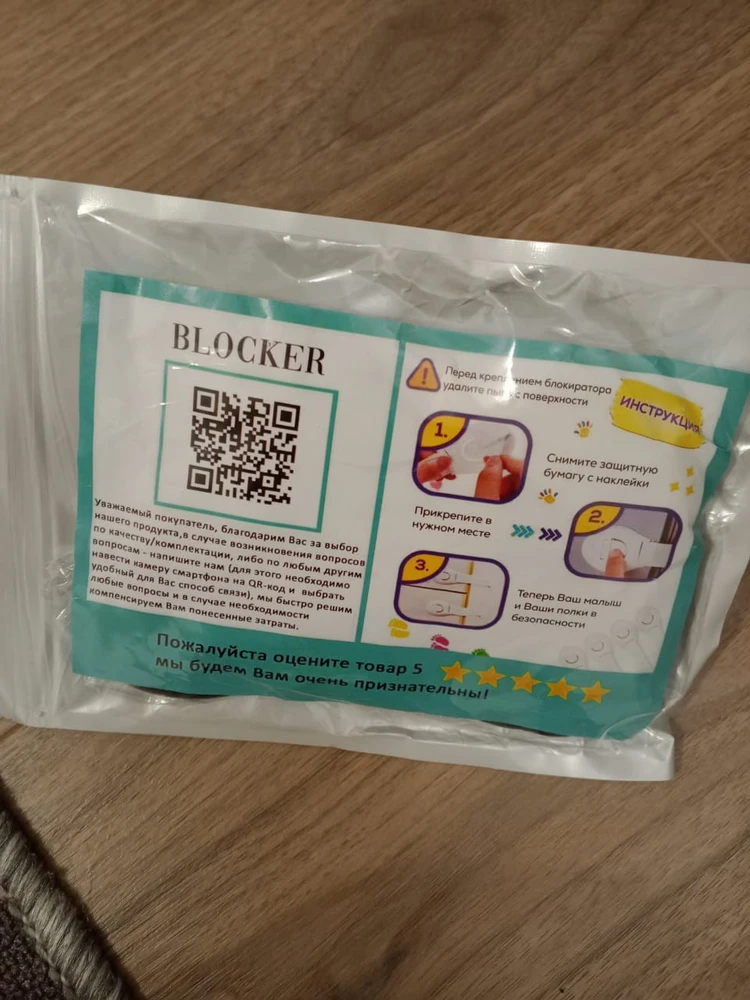 BLOCKER
Уважаемый покупатель, благодарим Вас за выбор
нашего продукта,в случае возникновения вопросов
по качеству/комплектации, либо по любым другим
вопросам - напишите нам (для этого необходимо
навести камеру смартфона на QR-код и выбрать
удобный для Вас способ связи), мы быстро решим
любые вопросы и в случае необходимости
компенсируем Вам понесенные затраты.
Перед креплением блокиратора
удалите пыль с поверхности
ИНСТРУКЦИЯ
1.
Снимите защитную
бумагу с наклейки
Прикрепите в
нужном месте
2.
3.
Теперь Ваш малыш
и Ваши полки в
безопасности
Пожалуйста оцените товар 5
мы будем Вам очень признательны!